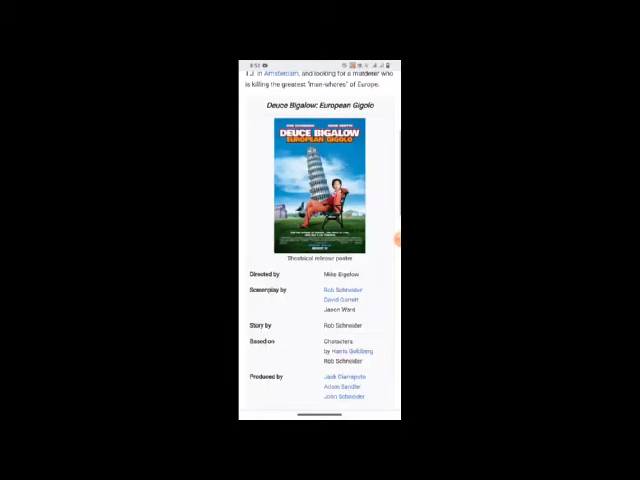 8:52
T.J. in Amsterdam, and looking for a murderer who
is killing the greatest "man-whores" of Europe.
Deuce Bigalow: European Gigolo
DEUCE BIGALOW
EUROPEAN GIGOLO
Theatrical release poster
Directed by Mike Bigelow
Screenplay by Rob Schneider
David Garrett
Jason Ward
Story by Rob Schneider
Based on Characters
by Harris Goldberg
Rob Schneider
Produced by Jack Giarraputo
Adam Sandler
John Schneider